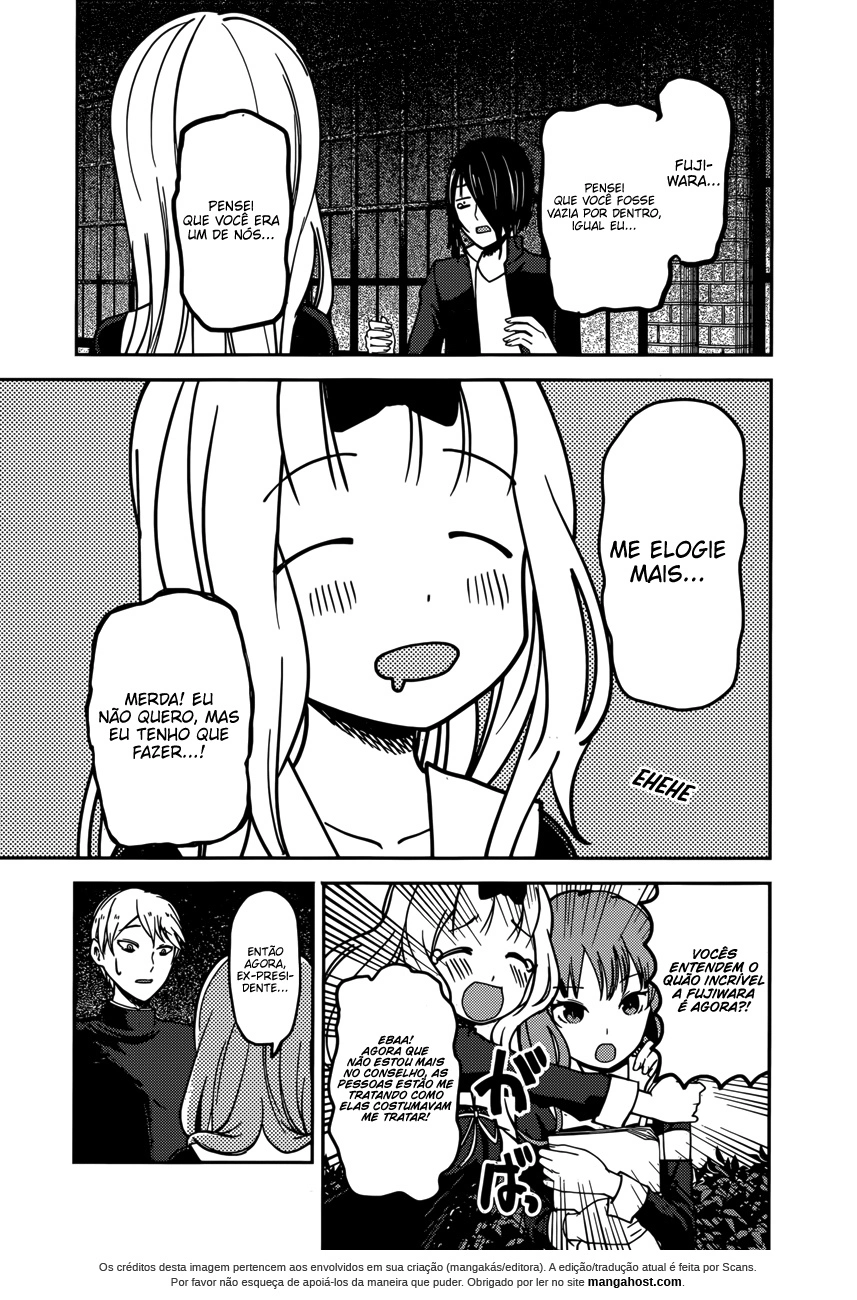 FUJI-
WARA...
PENSEI
QUE VOCÊ FOSSE
VAZIA POR DENTRO,
IGUAL EU...
PENSEI
QUE VOCÊ ERA
UM DE NÓS...
ME ELOGIE
MAIS...
MERDA! EU
NÃO QUERO, MAS
EU TENHO QUE
FAZER...!
EHEHE
VOCÊS
ENTENDEM O
QUÃO INCRÍVEL
A FUJIWARA
É AGORA?!
EBAA!
AGORA QUE
NÃO ESTOU MAIS
NO CONSELHO, AS
PESSOAS ESTÃO ME
TRATANDO COMO
ELAS COSTUMAVAM
ME TRATAR!
がばっ
ENTÃO
AGORA,
EX-PRESI-
DENTE...
Os créditos desta imagem pertencem aos envolvidos em sua criação (mangakás/editora). A edição/tradução atual é feita por Scans.
Por favor não esqueça de apoiá-los da maneira que puder. Obrigado por ler no site mangahost.com.